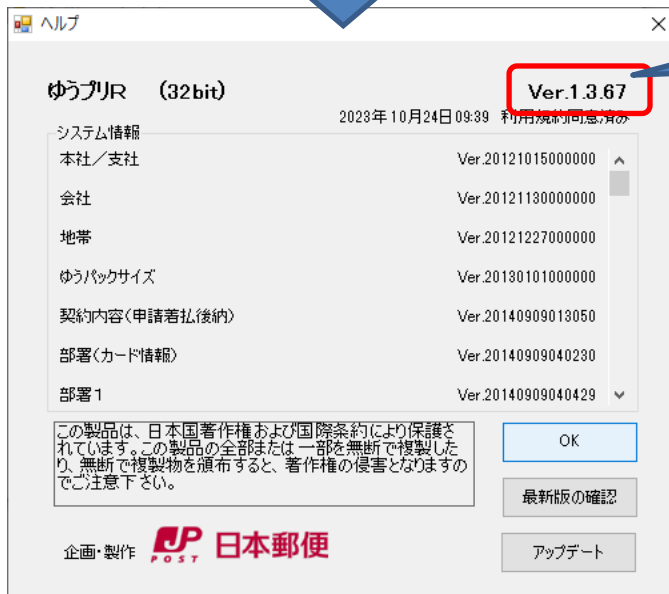 ヘルプ
ゆうプリR (32bit)
Ver.1.3.67
2023年10月24日 09:39 利用規約同意済み
システム情報
本社/支社 Ver.20121015000000
会社 Ver.20121130000000
地帯 Ver.20121227000000
ゆうパックサイズ Ver.20130101000000
契約内容(申請着払後納) Ver.20140909013050
部署(カード情報) Ver.20140909040230
部署1 Ver.20140909040429
この製品は、日本国著作権および国際条約により保護さ
れています。この製品の全部または一部を無断で複製した
り、無断で複製物を頒布すると、著作権の侵害となりますの
でご注意下さい。
OK
最新版の確認
企画・製作 JP POST 日本郵便
アップデート